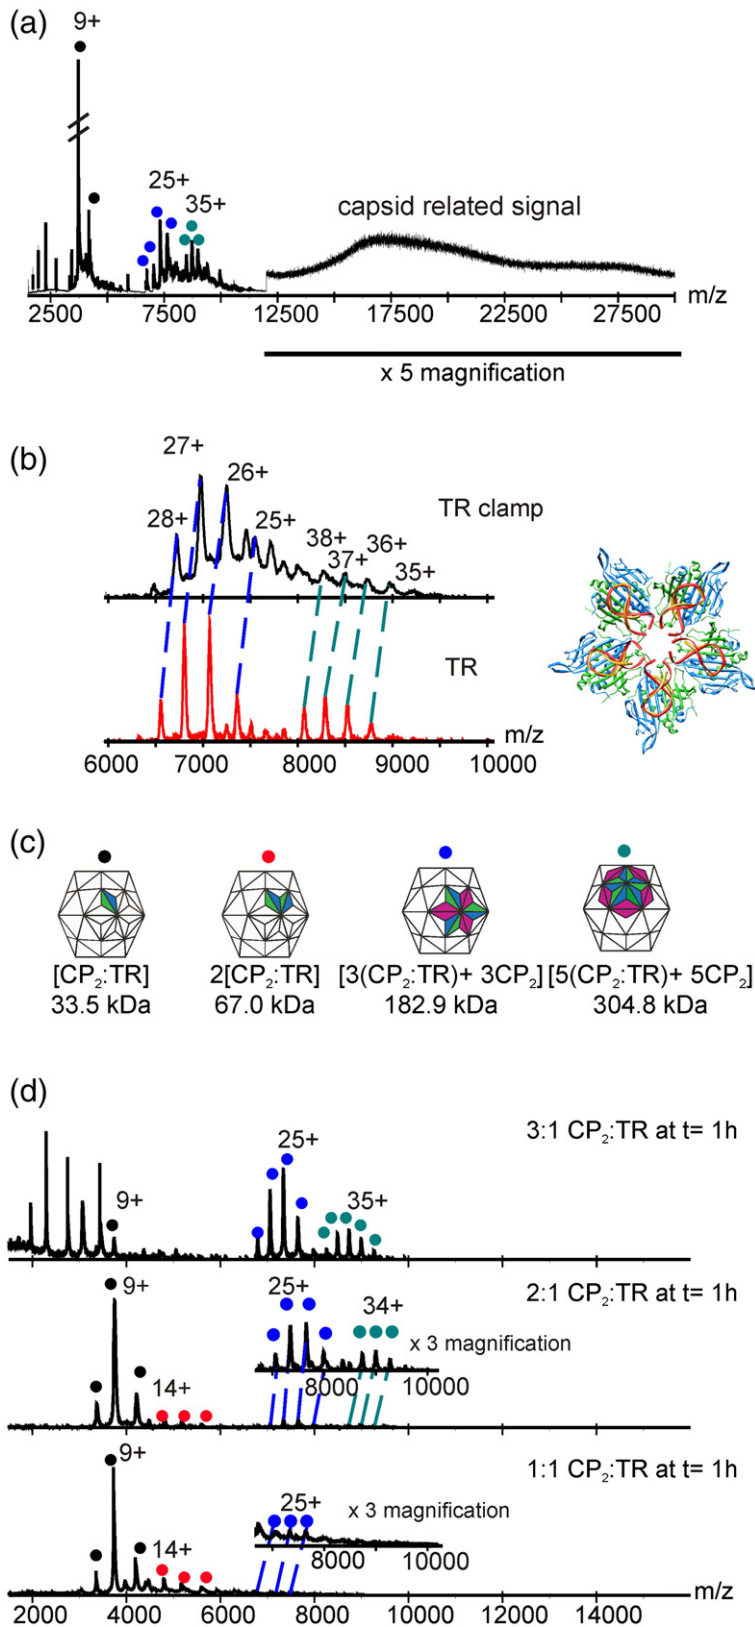 (a)
9+
25+
35+
capsid related signal
2500
7500
12500
17500
22500
27500
m/z
x 5 magnification
(b)
27+
26+
28+
25+
TR clamp
38+
37+
36+
35+
TR
m/z
6000
7000
8000
9000
10000
(c)
[CP₂:TR]
2[CP₂:TR]
[3(CP₂:TR)+ 3CP₂]
[5(CP₂:TR)+ 5CP₂]
33.5 kDa
67.0 kDa
182.9 kDa
304.8 kDa
(d)
3:1 CP₂:TR at t= 1h
25+
9+
35+
2:1 CP₂:TR at t= 1h
9+
25+
34+
x 3 magnification
8000
10000
14+
1:1 CP₂:TR at t= 1h
9+
25+
x 3 magnification
14+
8000
10000
m/z
2000
4000
6000
8000
10000
12000
14000